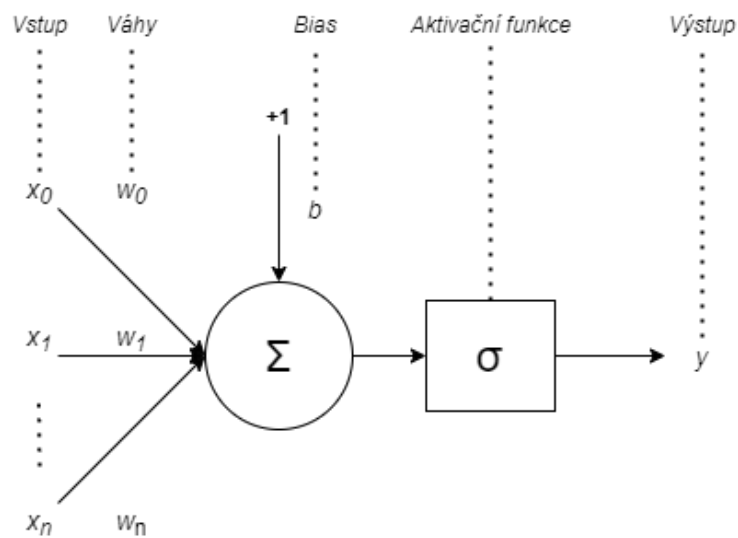 Vstup Váhy Bias Aktivační funkce Výstup
+1
x0 w0
b
x1 w1 Σ σ y
xn wn